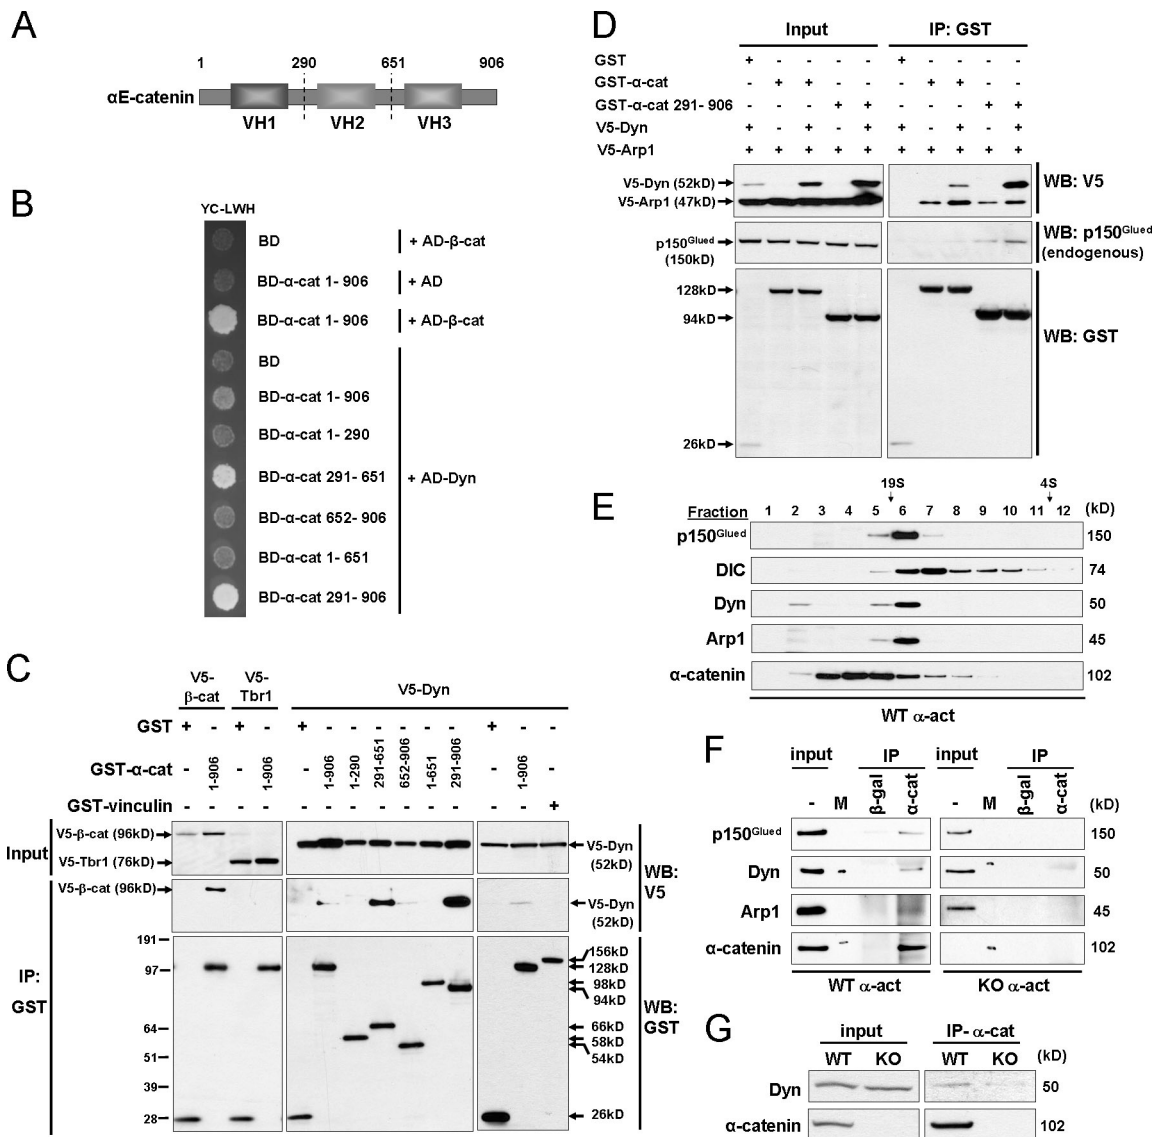 A
1 290 651 906
αE-catenin
VH1 VH2 VH3
B
YC-LWH
BD + AD-β-cat
BD-α-cat 1- 906 + AD
BD-α-cat 1- 906 + AD-β-cat
BD
BD-α-cat 1- 906
BD-α-cat 1- 290
BD-α-cat 291- 651 + AD-Dyn
BD-α-cat 652- 906
BD-α-cat 1- 651
BD-α-cat 291- 906
C
V5-β-cat V5-Tbr1 V5-Dyn
GST + - + - + - - - - - - + - -
GST-α-cat - 1-906 - 1-906 - 1-906 1-290 291-651 652-906 1-651 291-906 - 1-906 -
GST-vinculin - - - - - - - - - - - - - +
Input
V5-β-cat (96kD)
V5-Tbr1 (76kD)
V5-Dyn (52kD)
V5-β-cat (96kD)
V5-Dyn (52kD)
WB: V5
IP: GST
191
97
64
51
39
28
156kD
128kD
98kD
94kD
66kD
58kD
54kD
26kD
WB: GST
D
Input IP: GST
GST + - - - - + - - - -
GST-α-cat - + + - - - + + - -
GST-α-cat 291- 906 - - - + + - - - + +
V5-Dyn + - + - + + - + - +
V5-Arp1 + + + + + + + + + +
V5-Dyn (52kD)
V5-Arp1 (47kD)
WB: V5
p150Glued
(150kD)
WB: p150Glued
(endogenous)
128kD
94kD
26kD
WB: GST
E
19S 4S
Fraction 1 2 3 4 5 6 7 8 9 10 11 12 (kD)
p150Glued 150
DIC 74
Dyn 50
Arp1 45
α-catenin 102
WT α-act
F
input IP input IP
- M β-gal α-cat - M β-gal α-cat (kD)
p150Glued 150
Dyn 50
Arp1 45
α-catenin 102
WT α-act KO α-act
G
input IP- α-cat
WT KO WT KO (kD)
Dyn 50
α-catenin 102